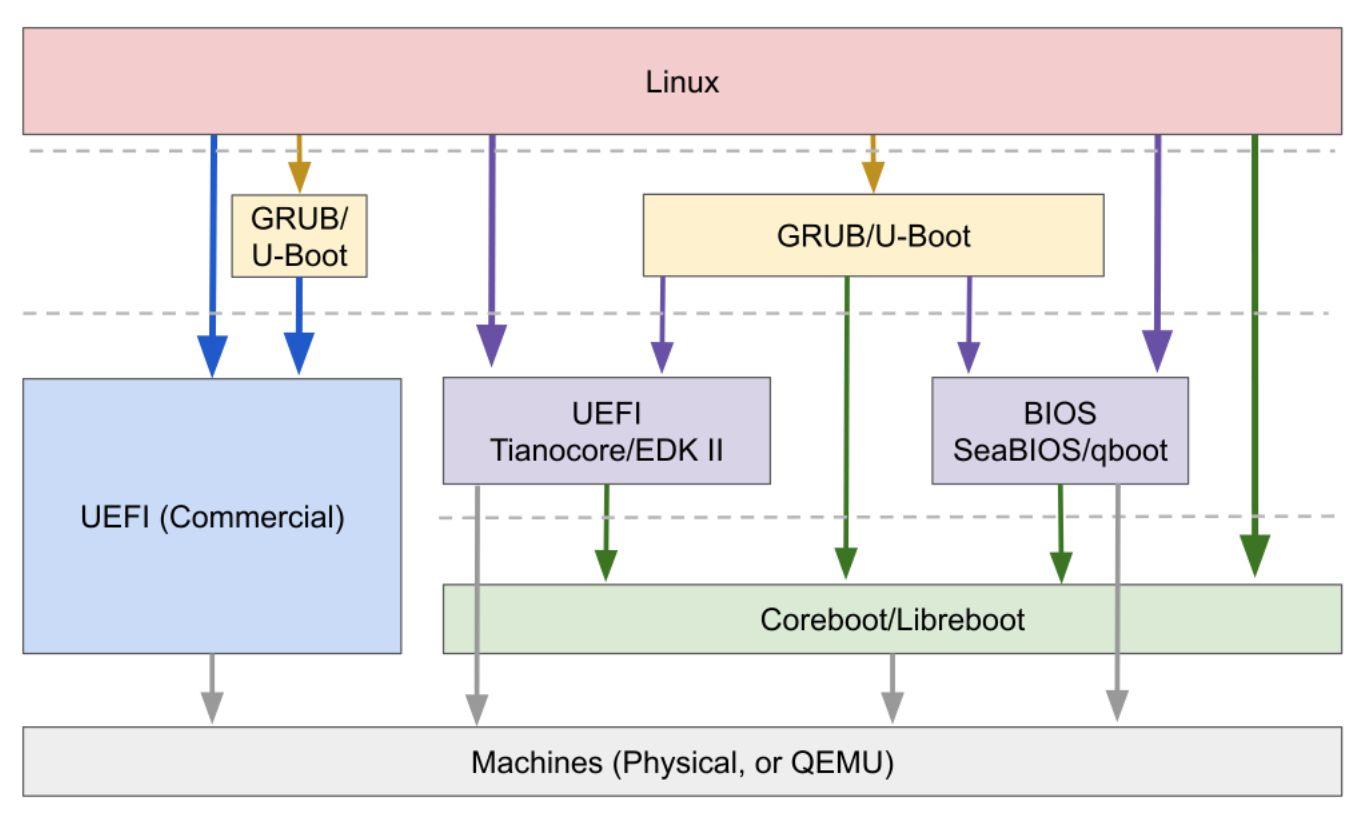 Linux
GRUB/
U-Boot
GRUB/U-Boot
UEFI (Commercial)
UEFI
Tianocore/EDK II
BIOS
SeaBIOS/qboot
Coreboot/Libreboot
Machines (Physical, or QEMU)